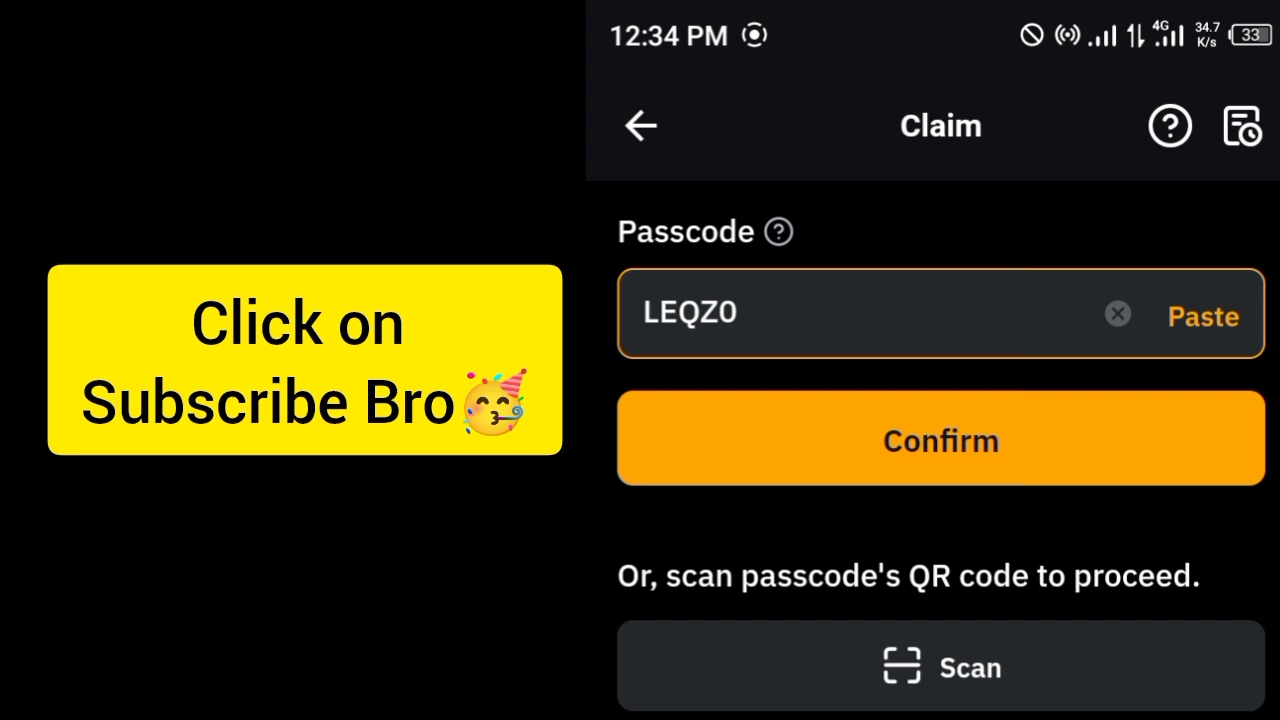 Click on
Subscribe Bro🥳
12:34 PM 4G 34.7 K/s 33
Claim
Passcode
LEQZ0
Paste
Confirm
Or, scan passcode's QR code to proceed.
Scan